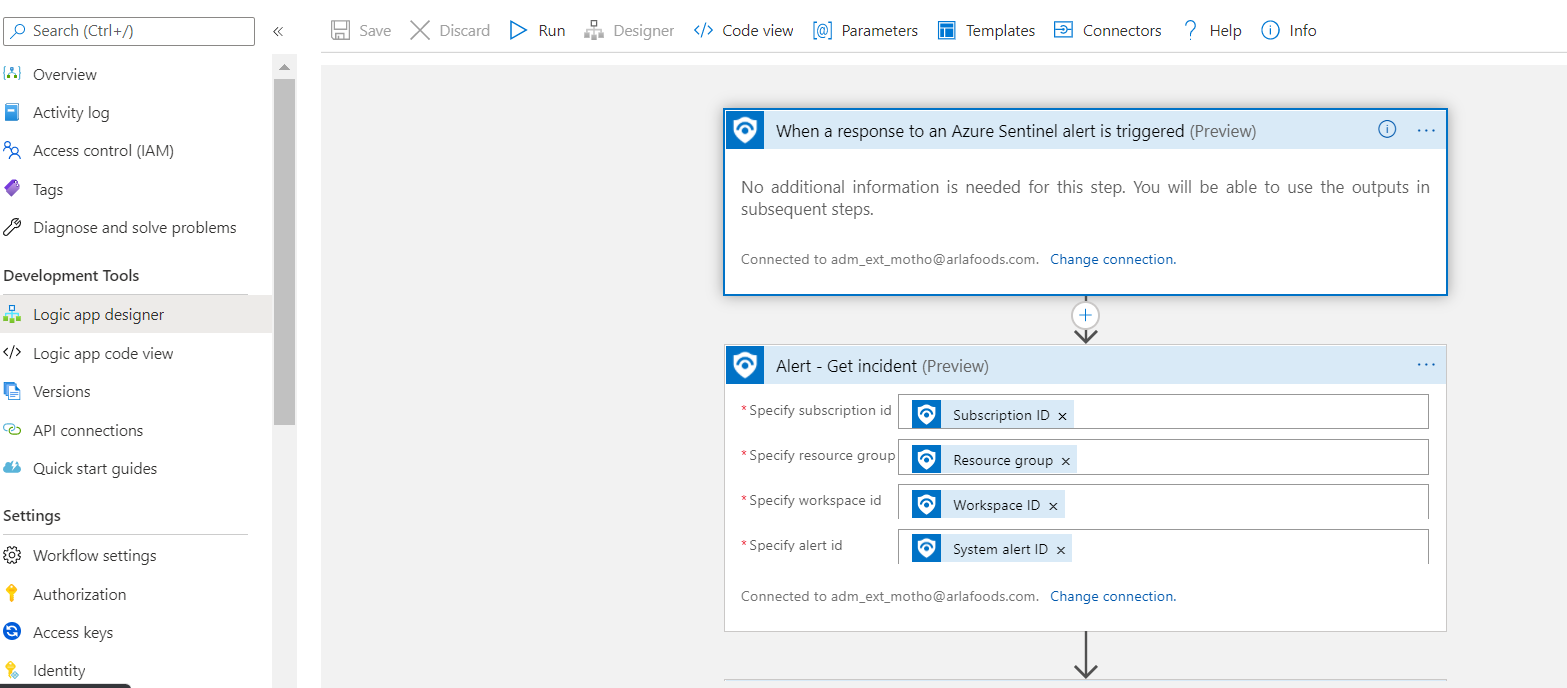 Search (Ctrl+/)
«
Save
Discard
Run
Designer
Code view
Parameters
Templates
Connectors
Help
Info
Overview
Activity log
Access control (IAM)
Tags
Diagnose and solve problems
Development Tools
Logic app designer
Logic app code view
Versions
API connections
Quick start guides
Settings
Workflow settings
Authorization
Access keys
Identity
When a response to an Azure Sentinel alert is triggered (Preview)
No additional information is needed for this step. You will be able to use the outputs in
subsequent steps.
Connected to adm_ext_motho@arlafoods.com. Change connection.
Alert - Get incident (Preview)
*Specify subscription id Subscription ID ×
*Specify resource group Resource group ×
*Specify workspace id Workspace ID ×
*Specify alert id System alert ID ×
Connected to adm_ext_motho@arlafoods.com. Change connection.